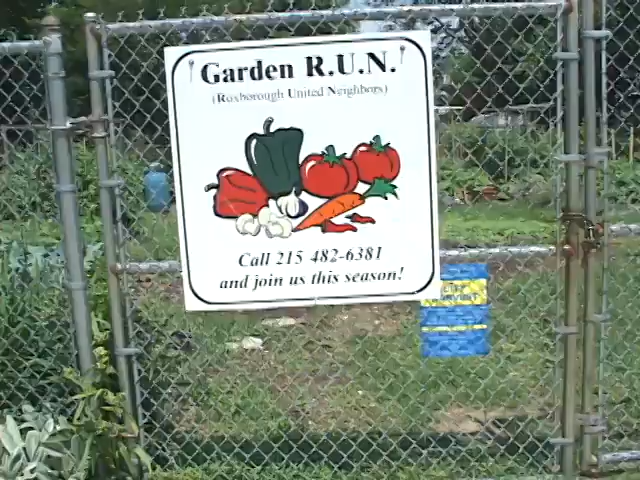 Garden R.U.N.
(Roxborough United Neighbors)
Call 215 482-6381
and join us this season!